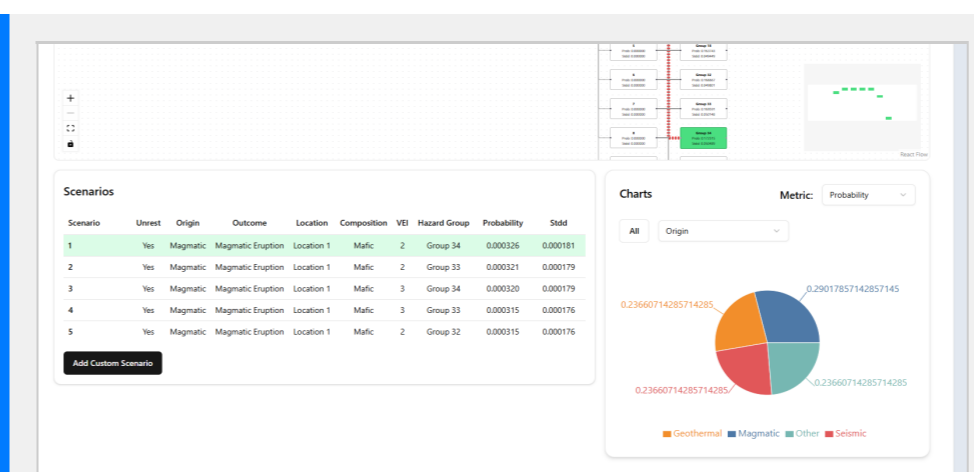 React Flow
Scenarios
Scenario Unrest Origin Outcome Location Composition VEI Hazard Group Probability Stdd
1 Yes Magmatic Magmatic Eruption Location 1 Mafic 2 Group 34 0.000326 0.000181
2 Yes Magmatic Magmatic Eruption Location 1 Mafic 2 Group 33 0.000321 0.000179
3 Yes Magmatic Magmatic Eruption Location 1 Mafic 3 Group 34 0.000320 0.000179
4 Yes Magmatic Magmatic Eruption Location 1 Mafic 3 Group 33 0.000315 0.000176
5 Yes Magmatic Magmatic Eruption Location 1 Mafic 2 Group 32 0.000315 0.000176
Add Custom Scenario
Charts Metric: Probability
All Origin
0.29017857142857145
0.23660714285714285
0.23660714285714285
0.23660714285714285
Geothermal Magmatic Other Seismic